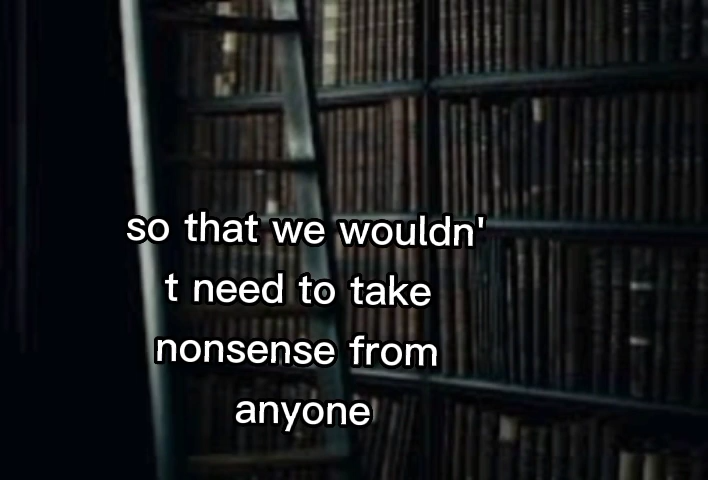 so that we wouldn'
t need to take
nonsense from
anyone